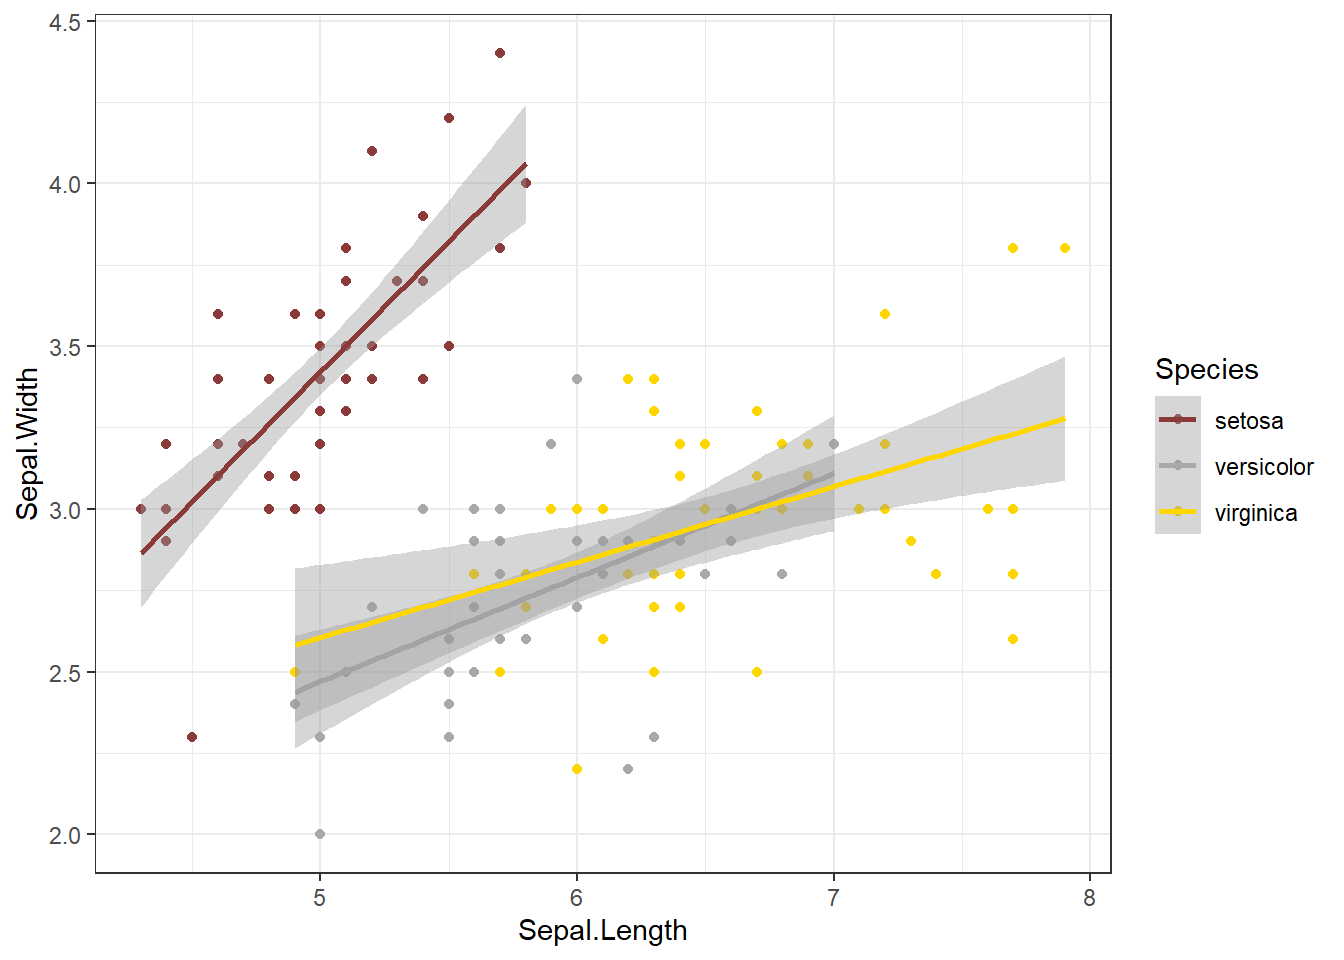 4.5
4.0
3.5
3.0
2.5
2.0
Sepal.Width
5 6 7 8
Sepal.Length
Species
setosa
versicolor
virginica